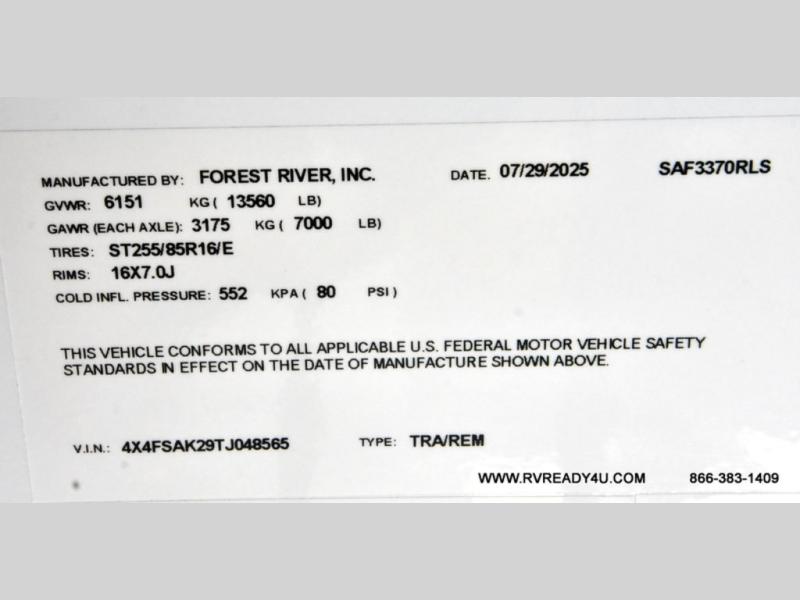 MANUFACTURED BY: FOREST RIVER, INC. DATE. 07/29/2025 SAF3370RLS
GVWR: 6151 KG ( 13560 LB)
GAWR (EACH AXLE): 3175 KG ( 7000 LB)
TIRES: ST255/85R16/E
RIMS: 16X7.0J
COLD INFL. PRESSURE: 552 KPA ( 80 PSI )
THIS VEHICLE CONFORMS TO ALL APPLICABLE U.S. FEDERAL MOTOR VEHICLE SAFETY
STANDARDS IN EFFECT ON THE DATE OF MANUFACTURE SHOWN ABOVE.
V.I.N.: 4X4FSAK29TJ048565 TYPE: TRA/REM
WWW.RVREADY4U.COM 866-383-1409